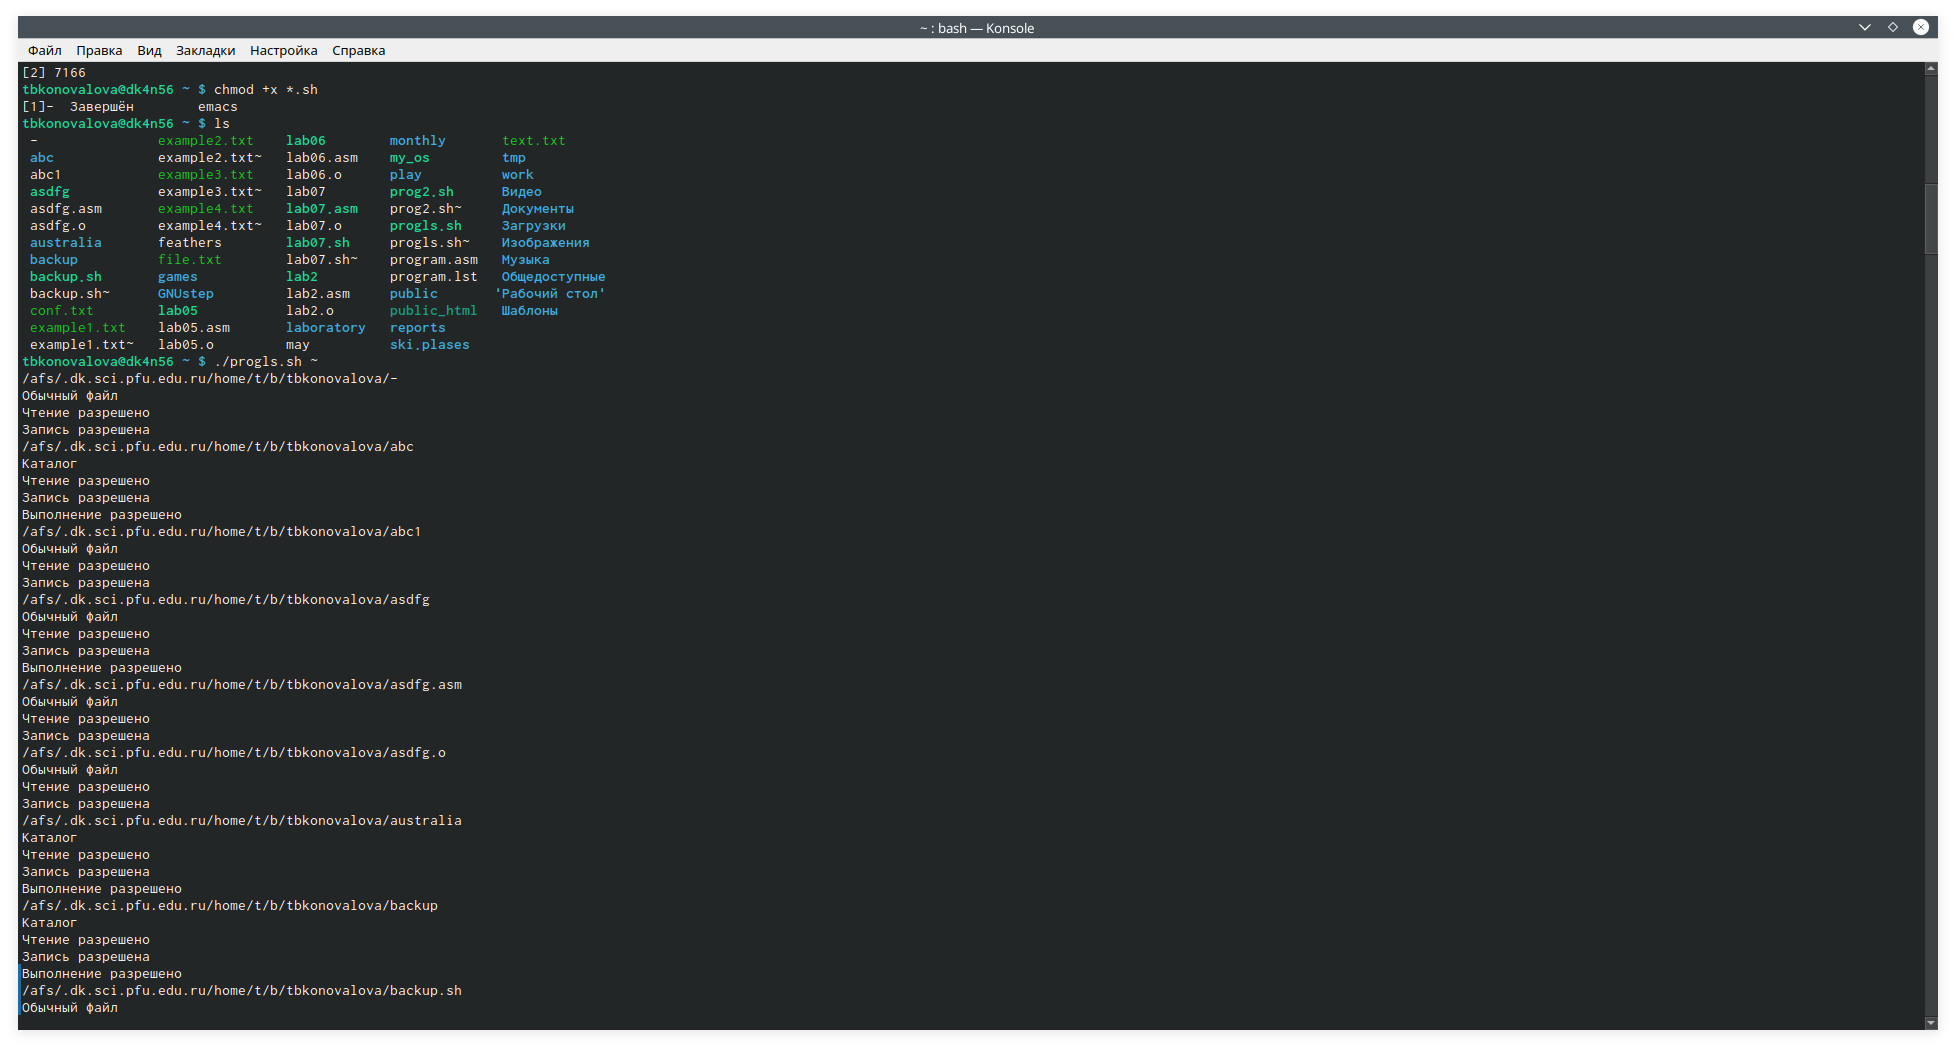 ~ : bash — Konsole
Файл Правка Вид Закладки Настройка Справка
[2] 7166
tbkonovalova@dk4n56 ~ $ chmod +x *.sh
[1]-  Завершён        emacs
tbkonovalova@dk4n56 ~ $ ls
-               example2.txt    lab06        monthly       text.txt
abc             example2.txt~   lab06.asm    my_os         tmp
abc1            example3.txt    lab06.o      play          work
asdfg           example3.txt~   lab07        prog2.sh      Видео
asdfg.asm       example4.txt    lab07.asm    prog2.sh~     Документы
asdfg.o         example4.txt~   lab07.o      progls.sh     Загрузки
australia       feathers        lab07.sh     progls.sh~    Изображения
backup          file.txt        lab07.sh~    program.asm   Музыка
backup.sh       games           lab2         program.lst   Общедоступные
backup.sh~      GNUstep         lab2.asm     public       'Рабочий стол'
conf.txt        lab05           lab2.o       public_html   Шаблоны
example1.txt    lab05.asm       laboratory   reports
example1.txt~   lab05.o         may          ski.plases
tbkonovalova@dk4n56 ~ $ ./progls.sh ~
/afs/.dk.sci.pfu.edu.ru/home/t/b/tbkonovalova/-
Обычный файл
Чтение разрешено
Запись разрешена
/afs/.dk.sci.pfu.edu.ru/home/t/b/tbkonovalova/abc
Каталог
Чтение разрешено
Запись разрешена
Выполнение разрешено
/afs/.dk.sci.pfu.edu.ru/home/t/b/tbkonovalova/abc1
Обычный файл
Чтение разрешено
Запись разрешена
/afs/.dk.sci.pfu.edu.ru/home/t/b/tbkonovalova/asdfg
Обычный файл
Чтение разрешено
Запись разрешена
Выполнение разрешено
/afs/.dk.sci.pfu.edu.ru/home/t/b/tbkonovalova/asdfg.asm
Обычный файл
Чтение разрешено
Запись разрешена
/afs/.dk.sci.pfu.edu.ru/home/t/b/tbkonovalova/asdfg.o
Обычный файл
Чтение разрешено
Запись разрешена
/afs/.dk.sci.pfu.edu.ru/home/t/b/tbkonovalova/australia
Каталог
Чтение разрешено
Запись разрешена
Выполнение разрешено
/afs/.dk.sci.pfu.edu.ru/home/t/b/tbkonovalova/backup
Каталог
Чтение разрешено
Запись разрешена
Выполнение разрешено
/afs/.dk.sci.pfu.edu.ru/home/t/b/tbkonovalova/backup.sh
Обычный файл